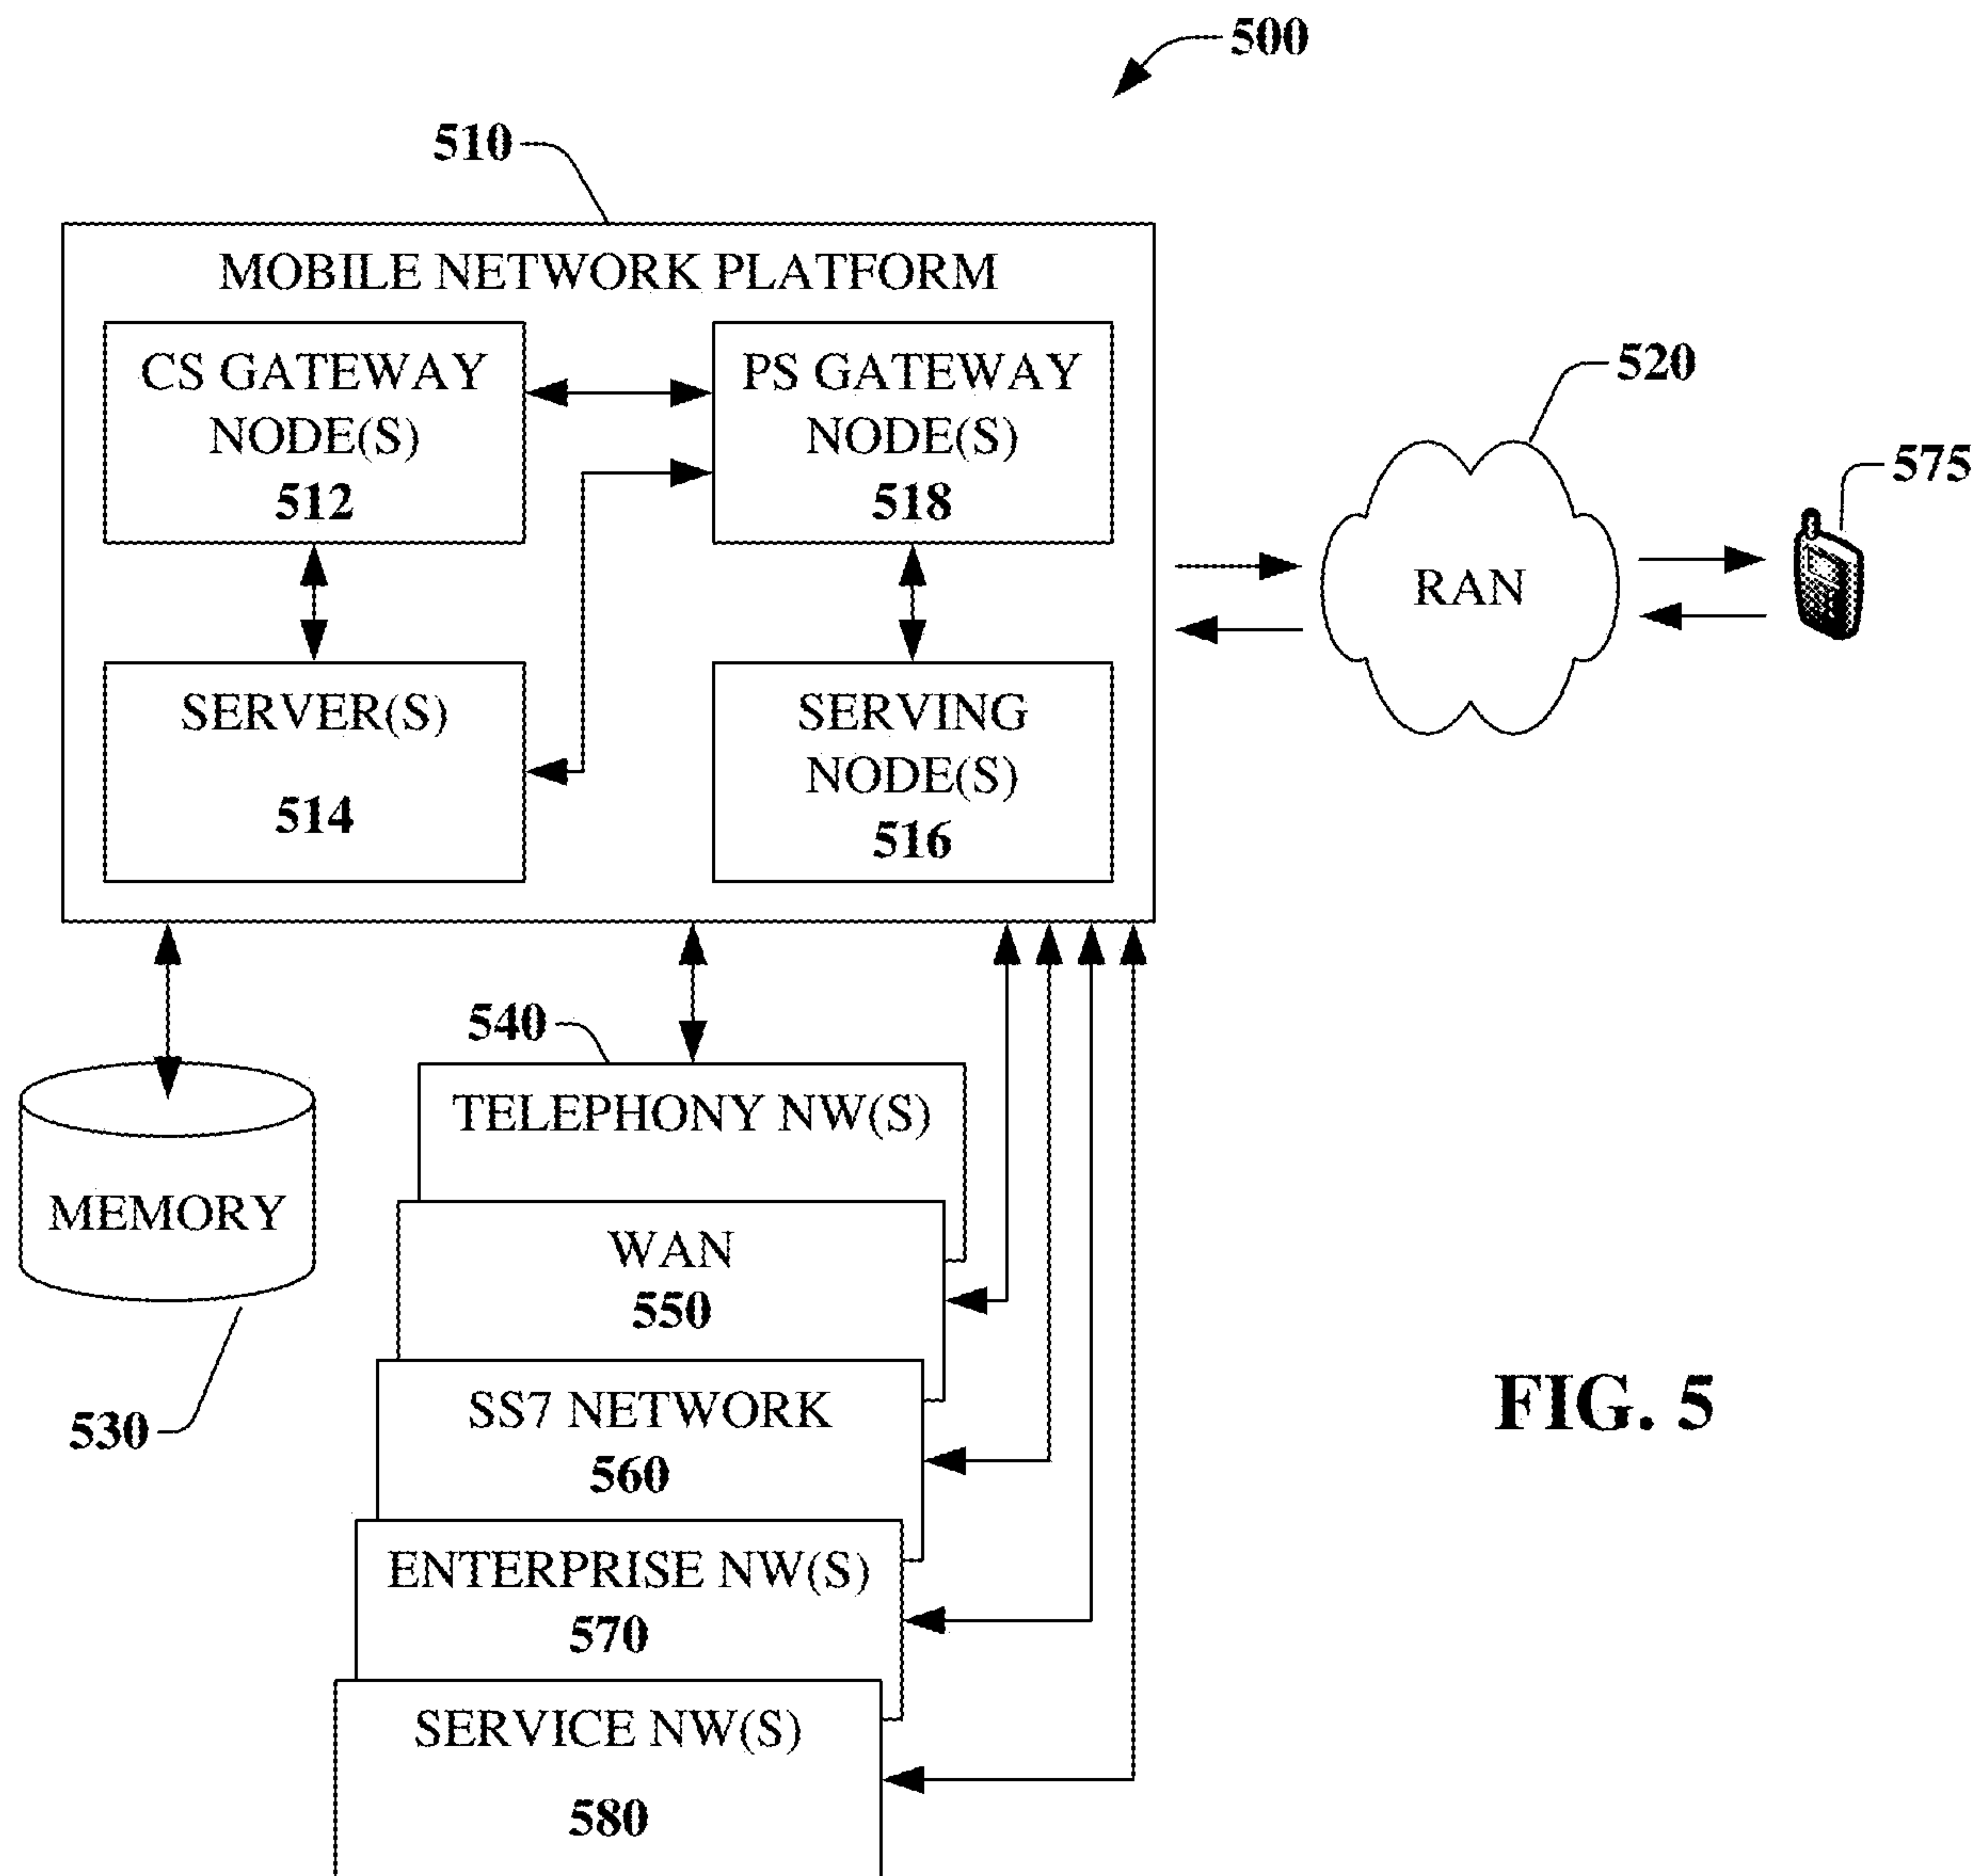 500
510
MOBILE NETWORK PLATFORM
CS GATEWAY
NODE(S)
512
PS GATEWAY
NODE(S)
518
SERVER(S)
514
SERVING
NODE(S)
516
520
RAN
575
540
TELEPHONY NW(S)
MEMORY
530
WAN
550
SS7 NETWORK
560
ENTERPRISE NW(S)
570
SERVICE NW(S)
580
FIG. 5